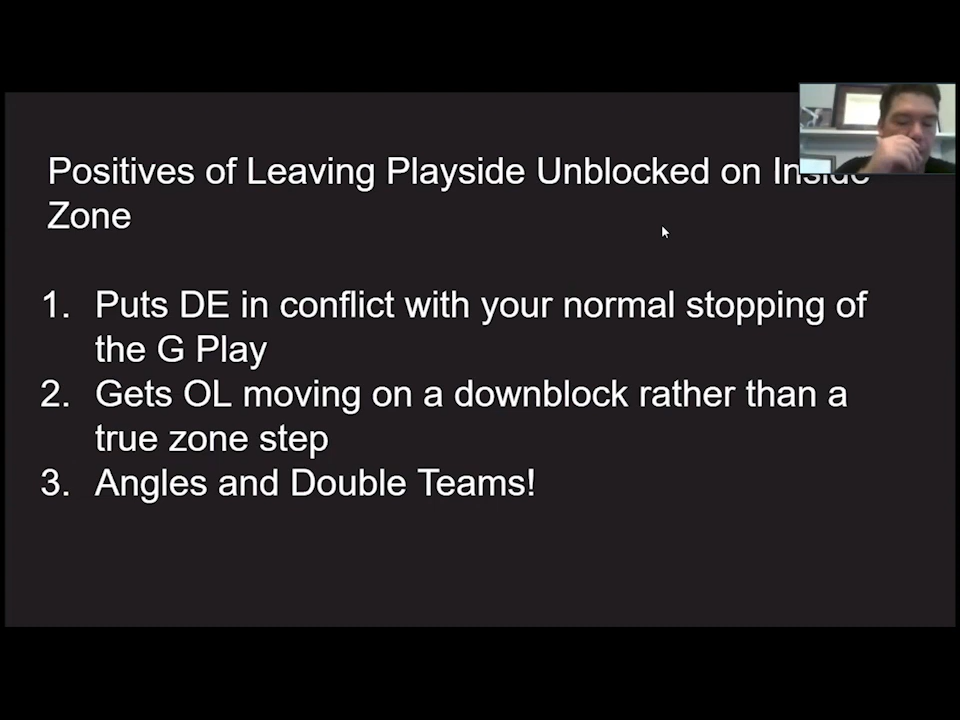 Positives of Leaving Playside Unblocked on Inside
Zone
1. Puts DE in conflict with your normal stopping of
the G Play
2. Gets OL moving on a downblock rather than a
true zone step
3. Angles and Double Teams!